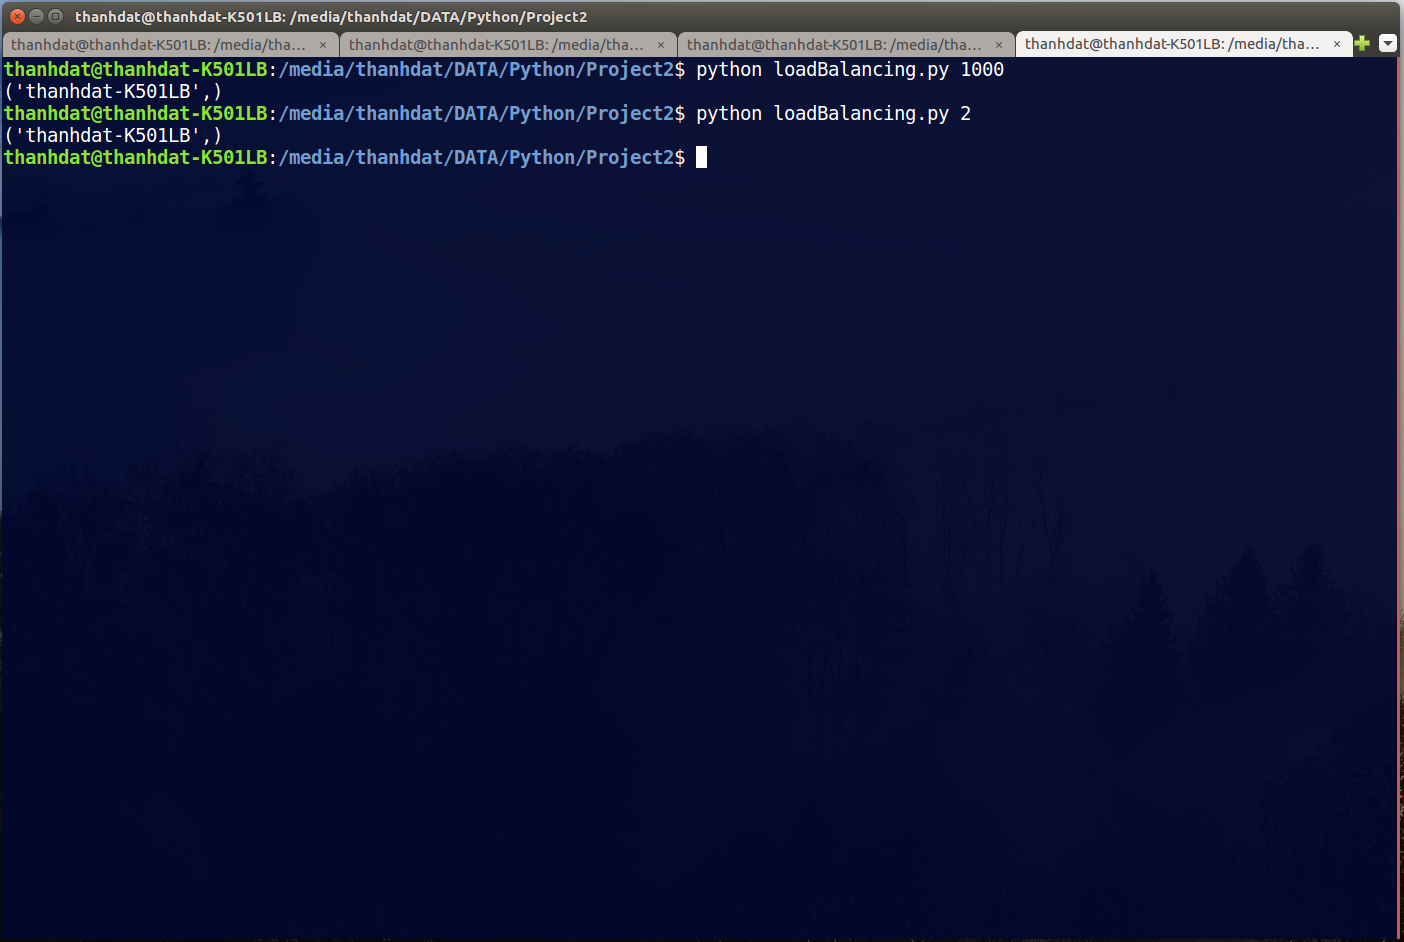 thanhdat@thanhdat-K501LB: /media/thanhdat/DATA/Python/Project2
thanhdat@thanhdat-K501LB: /media/tha... × thanhdat@thanhdat-K501LB: /media/tha... × thanhdat@thanhdat-K501LB: /media/tha... × thanhdat@thanhdat-K501LB: /media/tha... ×
thanhdat@thanhdat-K501LB:/media/thanhdat/DATA/Python/Project2$ python loadBalancing.py 1000
('thanhdat-K501LB',)
thanhdat@thanhdat-K501LB:/media/thanhdat/DATA/Python/Project2$ python loadBalancing.py 2
('thanhdat-K501LB',)
thanhdat@thanhdat-K501LB:/media/thanhdat/DATA/Python/Project2$